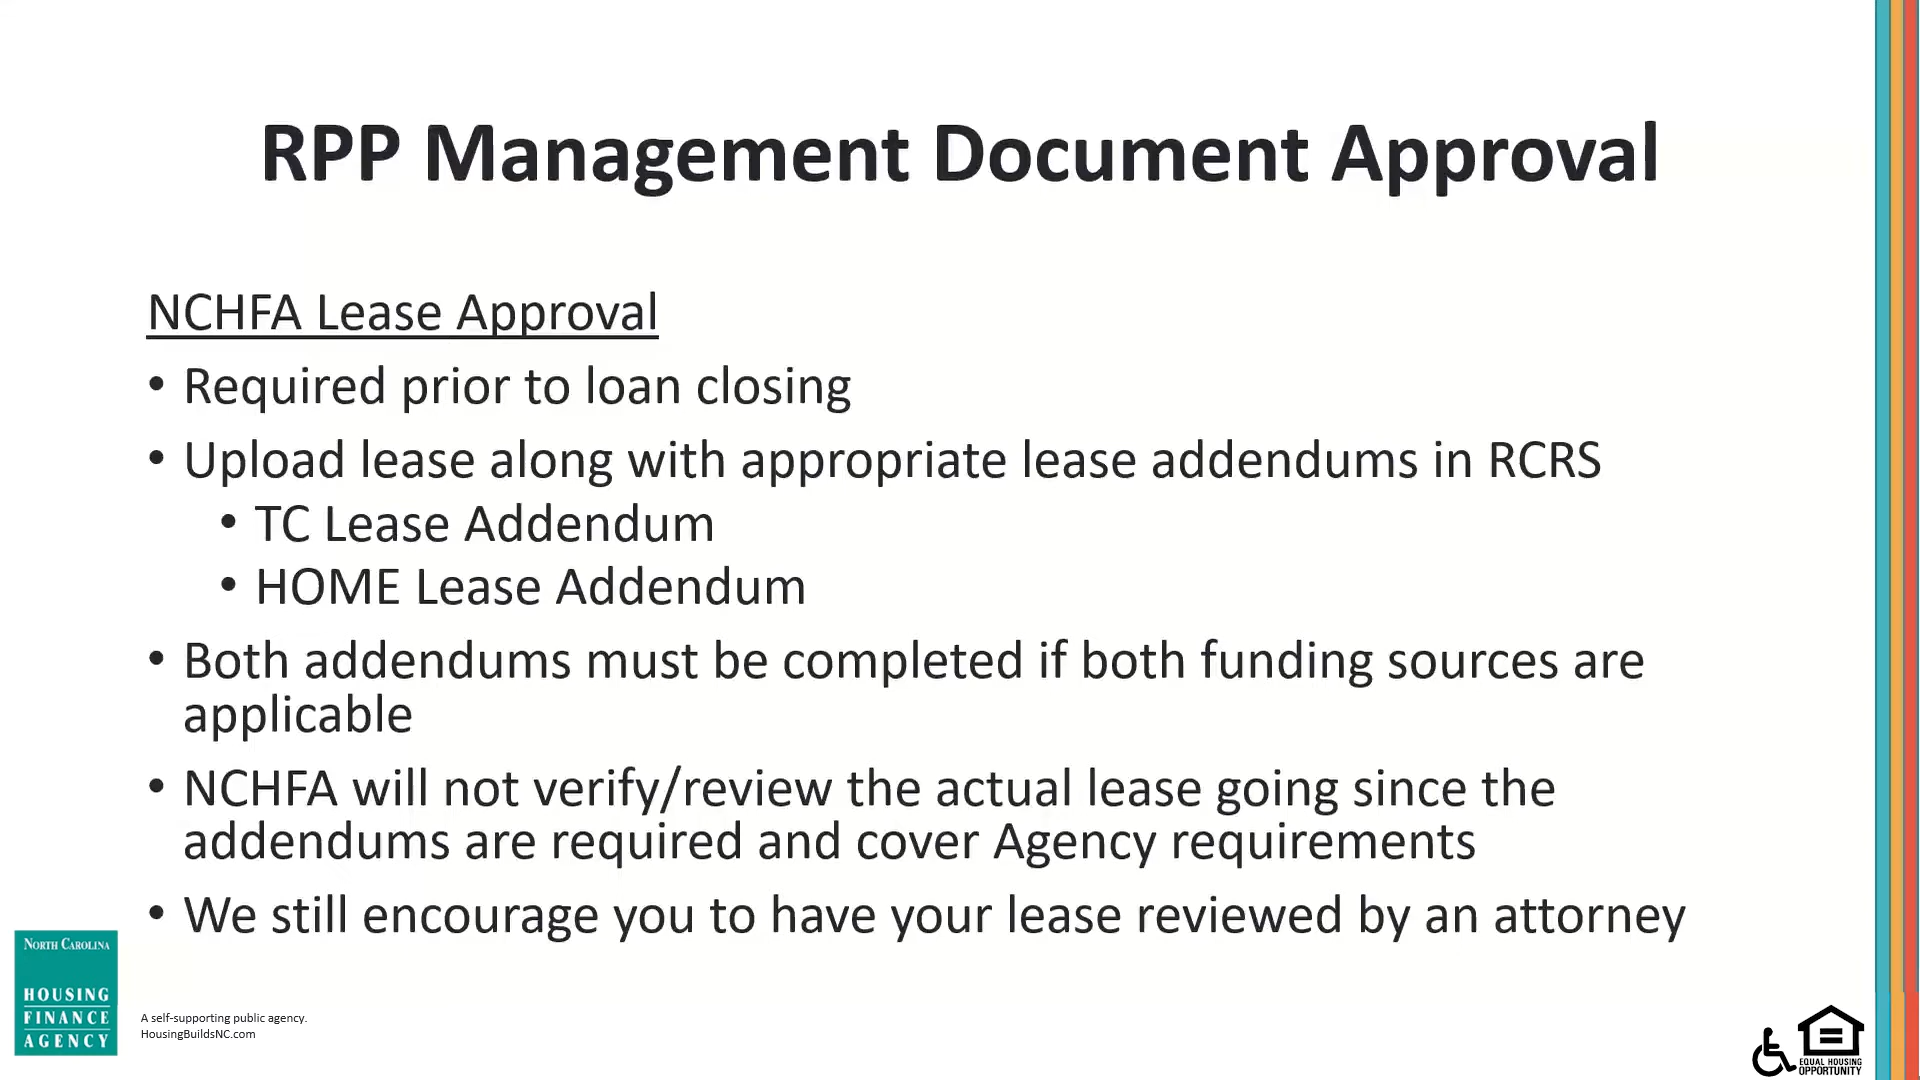 RPP Management Document Approval
NCHFA Lease Approval
• Required prior to loan closing
• Upload lease along with appropriate lease addendums in RCRS
• TC Lease Addendum
• HOME Lease Addendum
• Both addendums must be completed if both funding sources are
applicable
• NCHFA will not verify/review the actual lease going since the
addendums are required and cover Agency requirements
• We still encourage you to have your lease reviewed by an attorney
NORTH CAROLINA
HOUSING
FINANCE
AGENCY
A self-supporting public agency.
HousingBuildsNC.com
EQUAL HOUSING
OPPORTUNITY